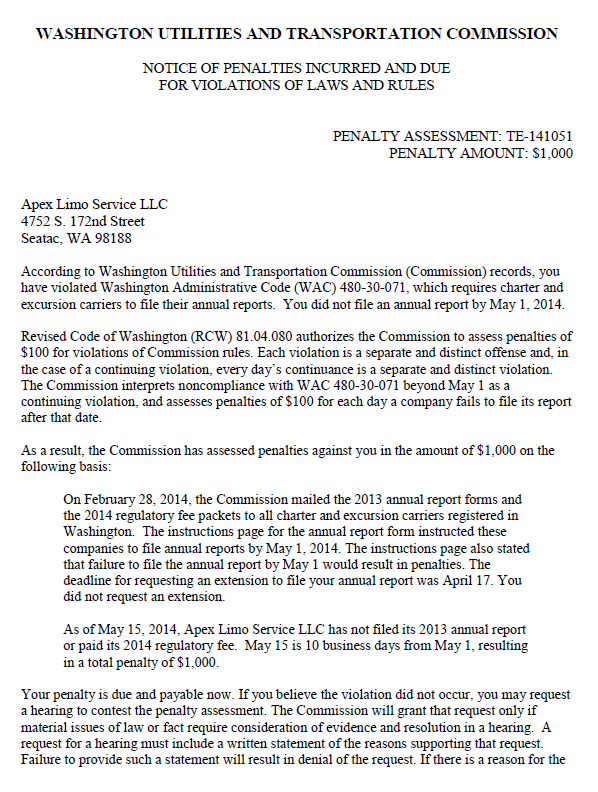 WASHINGTON UTILITIES AND TRANSPORTATION COMMISSION
NOTICE OF PENALTIES INCURRED AND DUE
FOR VIOLATIONS OF LAWS AND RULES
PENALTY ASSESSMENT: TE-141051
PENALTY AMOUNT: $1,000
Apex Limo Service LLC
4752 S. 172nd Street
Seatac, WA 98188
According to Washington Utilities and Transportation Commission (Commission) records, you
have violated Washington Administrative Code (WAC) 480-30-071, which requires charter and
excursion carriers to file their annual reports.  You did not file an annual report by May 1, 2014.
Revised Code of Washington (RCW) 81.04.080 authorizes the Commission to assess penalties of
$100 for violations of Commission rules. Each violation is a separate and distinct offense and, in
the case of a continuing violation, every day's continuance is a separate and distinct violation.
The Commission interprets noncompliance with WAC 480-30-071 beyond May 1 as a
continuing violation, and assesses penalties of $100 for each day a company fails to file its report
after that date.
As a result, the Commission has assessed penalties against you in the amount of $1,000 on the
following basis:
On February 28, 2014, the Commission mailed the 2013 annual report forms and
the 2014 regulatory fee packets to all charter and excursion carriers registered in
Washington.  The instructions page for the annual report form instructed these
companies to file annual reports by May 1, 2014. The instructions page also stated
that failure to file the annual report by May 1 would result in penalties. The
deadline for requesting an extension to file your annual report was April 17. You
did not request an extension.
As of May 15, 2014, Apex Limo Service LLC has not filed its 2013 annual report
or paid its 2014 regulatory fee.  May 15 is 10 business days from May 1, resulting
in a total penalty of $1,000.
Your penalty is due and payable now. If you believe the violation did not occur, you may request
a hearing to contest the penalty assessment. The Commission will grant that request only if
material issues of law or fact require consideration of evidence and resolution in a hearing.  A
request for a hearing must include a written statement of the reasons supporting that request.
Failure to provide such a statement will result in denial of the request. If there is a reason for the